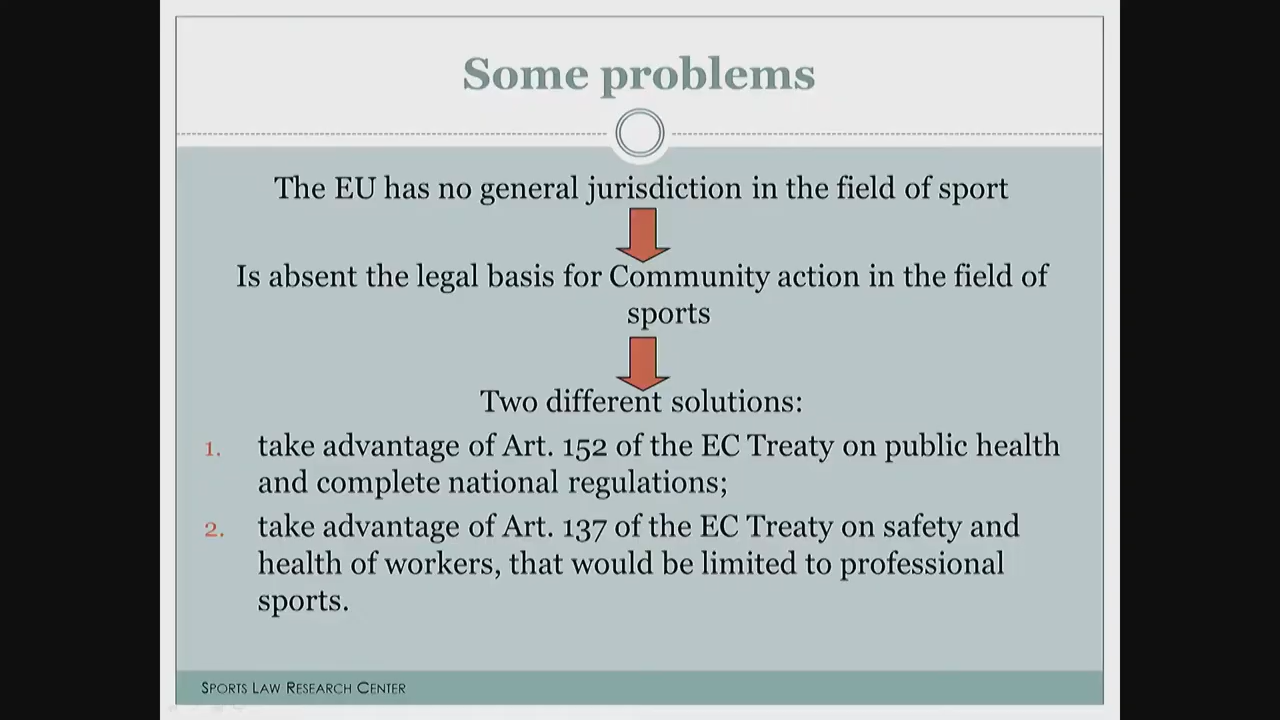 Some problems
The EU has no general jurisdiction in the field of sport
Is absent the legal basis for Community action in the field of
sports
Two different solutions:
1. take advantage of Art. 152 of the EC Treaty on public health
and complete national regulations;
2. take advantage of Art. 137 of the EC Treaty on safety and
health of workers, that would be limited to professional
sports.
SPORTS LAW RESEARCH CENTER